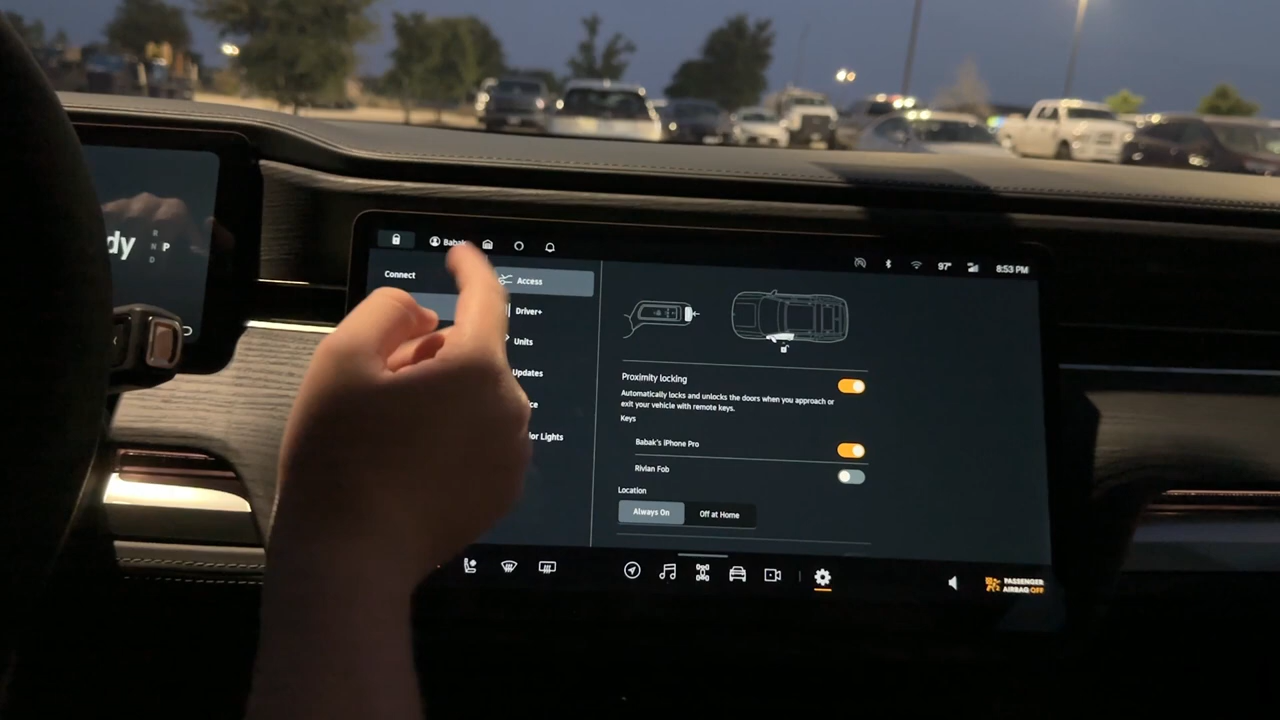 dy
R
N P
D
Babak
97°
8:53 PM
Connect
Access
Driver+
Units
Updates
ce
or Lights
Proximity locking
Automatically locks and unlocks the doors when you approach or
exit your vehicle with remote keys.
Keys
Babak's iPhone Pro
Rivian Fob
Location
Always On
Off at Home
PASSENGER
AIRBAG OFF